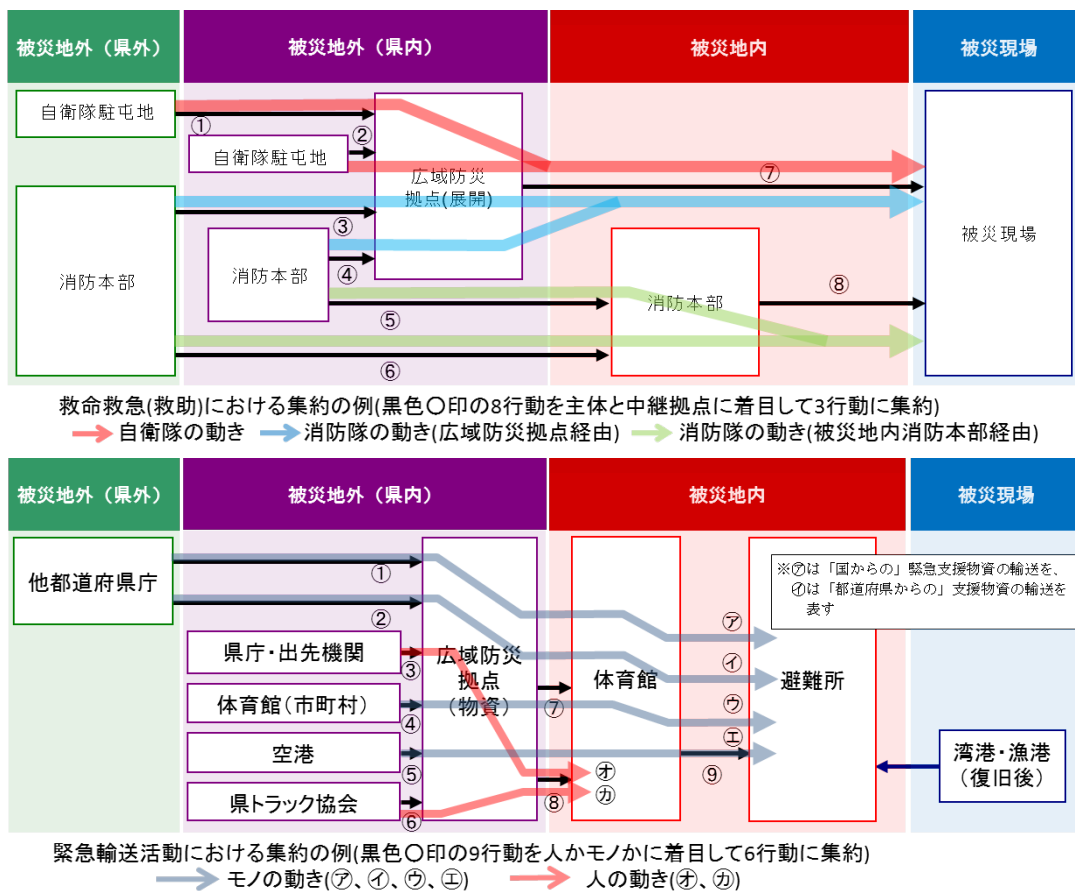 被災地外（県外）
被災地外（県内）
被災地内
被災現場
自衛隊駐屯地
①
②
自衛隊駐屯地
広域防災
拠点(展開)
⑦
③
消防本部
消防本部
④
⑤
⑥
消防本部
⑧
被災現場
救命救急(救助)における集約の例(黒色〇印の8行動を主体と中継拠点に着目して3行動に集約)
自衛隊の動き 消防隊の動き(広域防災拠点経由) 消防隊の動き(被災地内消防本部経由)
被災地外（県外）
被災地外（県内）
被災地内
被災現場
他都道府県庁
①
②
県庁・出先機関
③
体育館（市町村）
④
空港
⑤
県トラック協会
⑥
広域防災
拠点
（物資）
⑦
⑧
体育館
㋔
㋕
⑨
㋐
㋑
㋒
㋓
避難所
※㋐は「国からの」緊急支援物資の輸送を、
㋑は「都道府県からの」支援物資の輸送を
表す
湾港・漁港
（復旧後）
緊急輸送活動における集約の例(黒色〇印の9行動を人かモノかに着目して6行動に集約)
モノの動き(㋐、㋑、㋒、㋓) 人の動き(㋔、㋕)